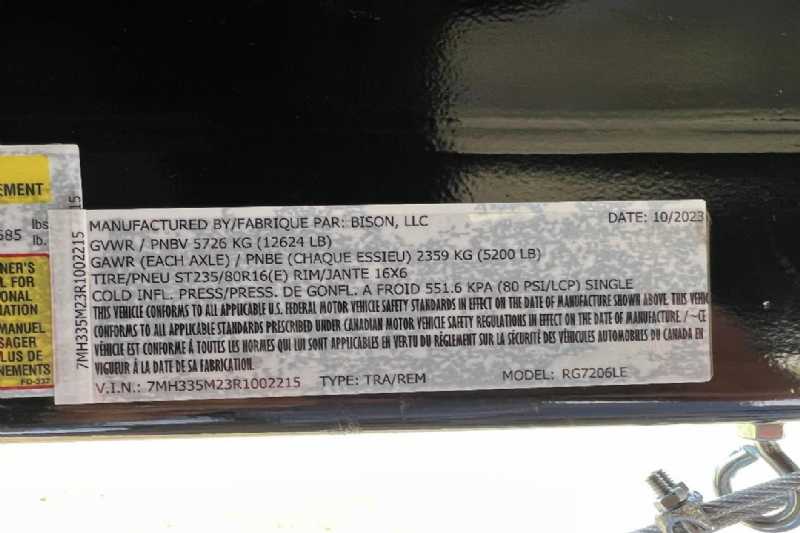 EMENT
585 lbs
lb.
NER'S
L FOR
ONAL
ATION
MANUEL
SAGER
PLUS DE
NEMENTS
FO-337
7MH335M23R1002215
MANUFACTURED BY/FABRIQUE PAR: BISON, LLC DATE: 10/2023
GVWR / PNBV 5726 KG (12624 LB)
GAWR (EACH AXLE) / PNBE (CHAQUE ESSIEU) 2359 KG (5200 LB)
TIRE/PNEU ST235/80R16(E) RIM/JANTE 16X6
COLD INFL. PRESS/PRESS. DE GONFL. A FROID 551.6 KPA (80 PSI/LCP) SINGLE
THIS VEHICLE CONFORMS TO ALL APPLICABLE U.S. FEDERAL MOTOR VEHICLE SAFETY STANDARDS IN EFFECT ON THE DATE OF MANUFACTURE SHOWN ABOVE. THIS VEHIC
CONFORMS TO ALL APPLICABLE STANDARDS PRESCRIBED UNDER CANADIAN MOTOR VEHICLE SAFETY REGULATIONS IN EFFECT ON THE DATE OF MANUFACTURE. / ~CE
VÉHICLE EST CONFORME À TOUTES LES NORMES QUI LUI SONT APPLICABLES EN VERTU DU RÈGLEMENT SUR LA SÉCURITÉ DES VÉHICULES AUTOMOBILES DU CANADA EN
VIGUEUR À LA DATE DE SA FABRICATION.
V.I.N.: 7MH335M23R1002215 TYPE: TRA/REM MODEL: RG7206LE